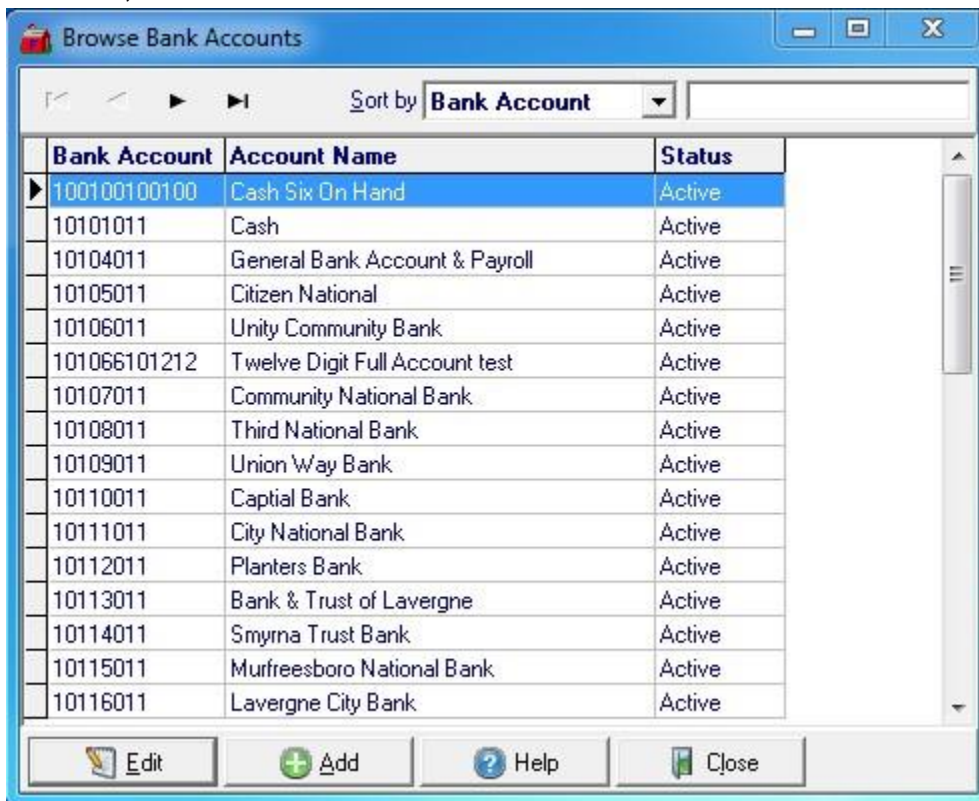 Browse Bank Accounts
Sort by Bank Account
Bank Account Account Name Status
100100100100 Cash Six On Hand Active
10101011 Cash Active
10104011 General Bank Account & Payroll Active
10105011 Citizen National Active
10106011 Unity Community Bank Active
101066101212 Twelve Digit Full Account test Active
10107011 Community National Bank Active
10108011 Third National Bank Active
10109011 Union Way Bank Active
10110011 Captial Bank Active
10111011 City National Bank Active
10112011 Planters Bank Active
10113011 Bank & Trust of Lavergne Active
10114011 Smyrna Trust Bank Active
10115011 Murfreesboro National Bank Active
10116011 Lavergne City Bank Active
Edit Add Help Close